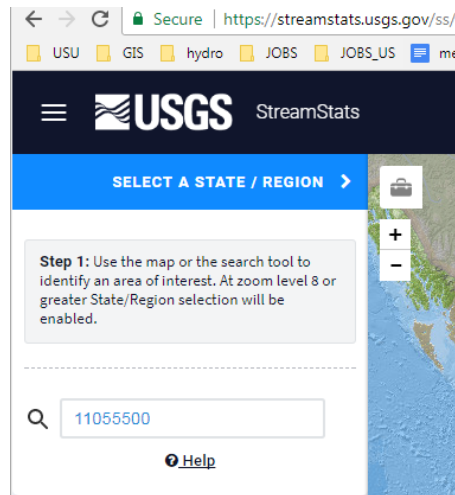 Secure | https://streamstats.usgs.gov/ss/
USU GIS hydro JOBS JOBS_US me
USGS StreamStats
SELECT A STATE / REGION
Step 1: Use the map or the search tool to
identify an area of interest. At zoom level 8 or
greater State/Region selection will be
enabled.
+
−
11055500
Help